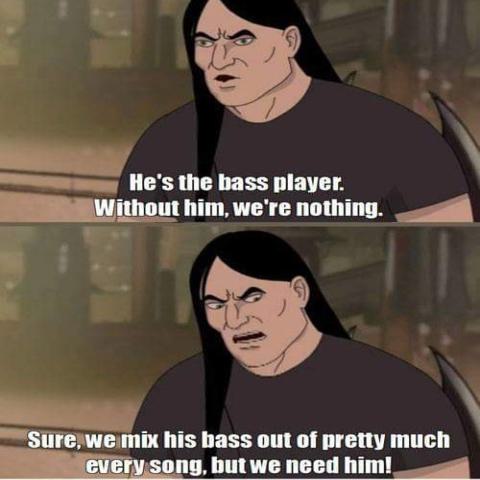 He's the bass player.
Without him, we're nothing.
Sure, we mix his bass out of pretty much
every song, but we need him!